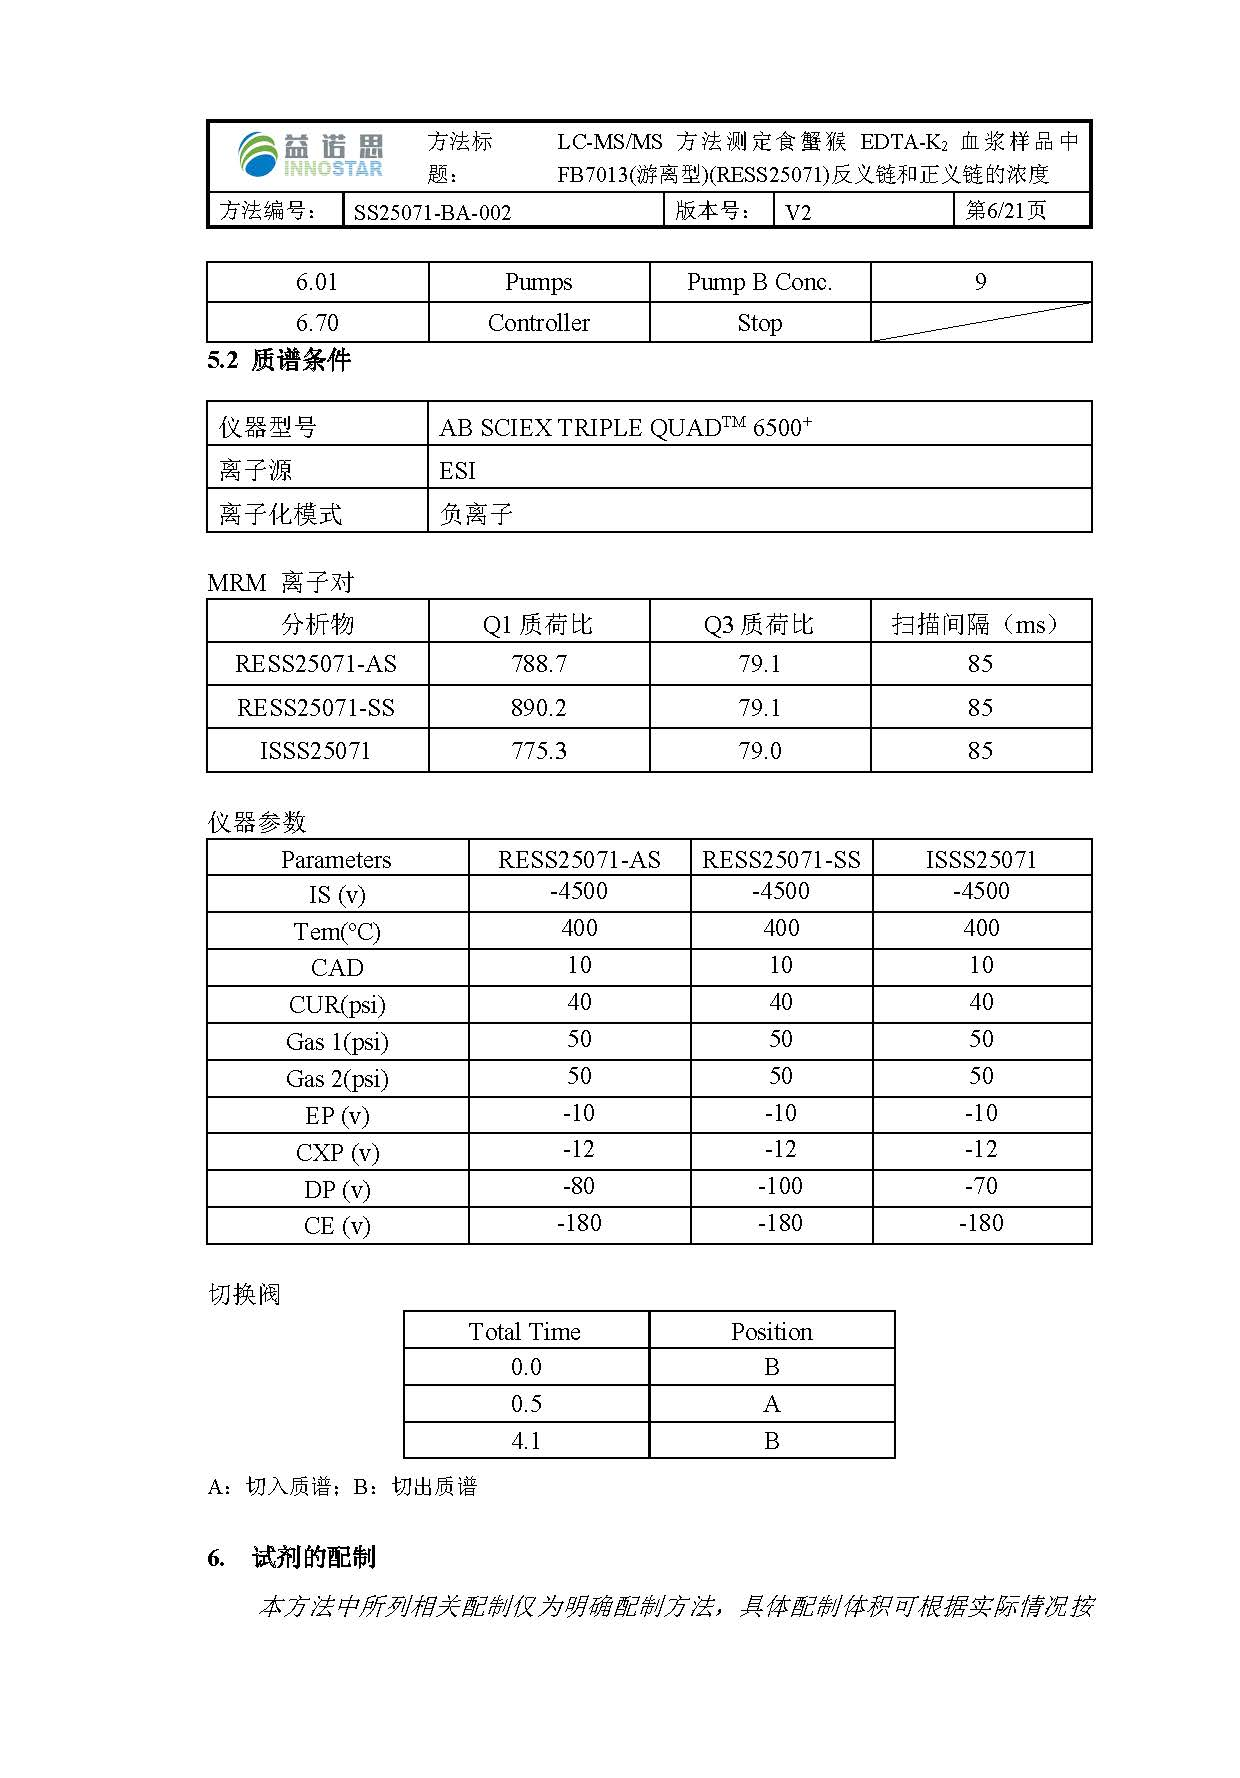 益诺思
INNOSTAR
方法标题：
LC-MS/MS 方法测定食蟹猴 EDTA-K2 血浆样品中
FB7013(游离型)(RESS25071)反义链和正义链的浓度
方法编号： SS25071-BA-002 版本号： V2 第6/21页
6.01 Pumps Pump B Conc. 9
6.70 Controller Stop
5.2 质谱条件
仪器型号 AB SCIEX TRIPLE QUAD™ 6500+
离子源 ESI
离子化模式 负离子
MRM 离子对
分析物 Q1 质荷比 Q3 质荷比 扫描间隔（ms）
RESS25071-AS 788.7 79.1 85
RESS25071-SS 890.2 79.1 85
ISSS25071 775.3 79.0 85
仪器参数
Parameters RESS25071-AS RESS25071-SS ISSS25071
IS (v) -4500 -4500 -4500
Tem(°C) 400 400 400
CAD 10 10 10
CUR(psi) 40 40 40
Gas 1(psi) 50 50 50
Gas 2(psi) 50 50 50
EP (v) -10 -10 -10
CXP (v) -12 -12 -12
DP (v) -80 -100 -70
CE (v) -180 -180 -180
切换阀
Total Time Position
0.0 B
0.5 A
4.1 B
A：切入质谱；B：切出质谱
6. 试剂的配制
本方法中所列相关配制仅为明确配制方法，具体配制体积可根据实际情况按